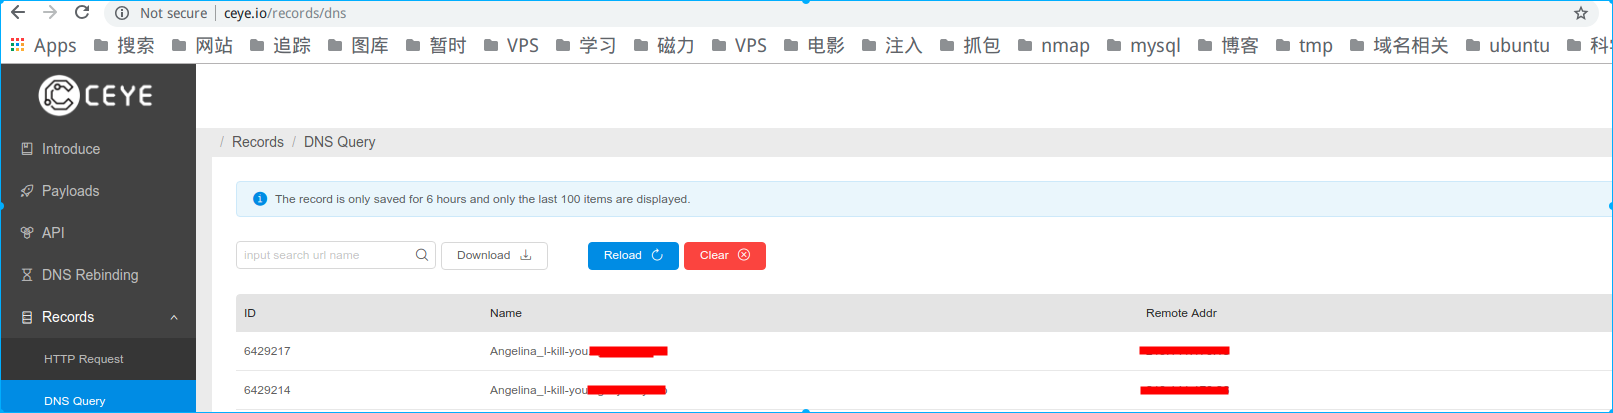 Not secure | ceye.io/records/dns
Apps 搜索 网站 追踪 图库 暂时 VPS 学习 磁力 VPS 电影 注入 抓包 nmap mysql 博客 tmp 域名相关 ubuntu 科
CEYE
/ Records / DNS Query
Introduce
Payloads
API
DNS Rebinding
Records
HTTP Request
DNS Query
The record is only saved for 6 hours and only the last 100 items are displayed.
input search url name Download Reload Clear
ID Name Remote Addr
6429217 Angelina_I-kill-you
6429214 Angelina_I-kill-you